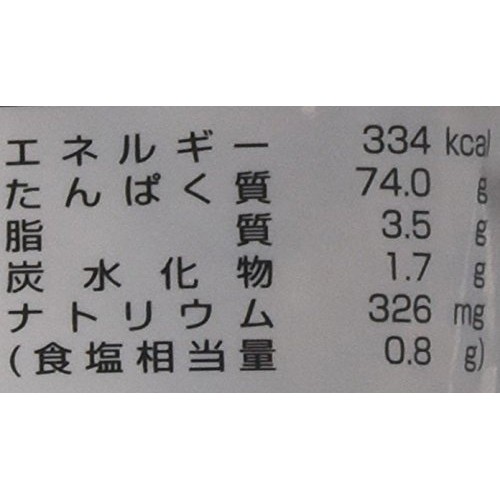 エネルギー 334 kcal
たんぱく質 74.0 g
脂質 3.5 g
炭水化物 1.7 g
ナトリウム 326 mg
(食塩相当量 0.8 g)